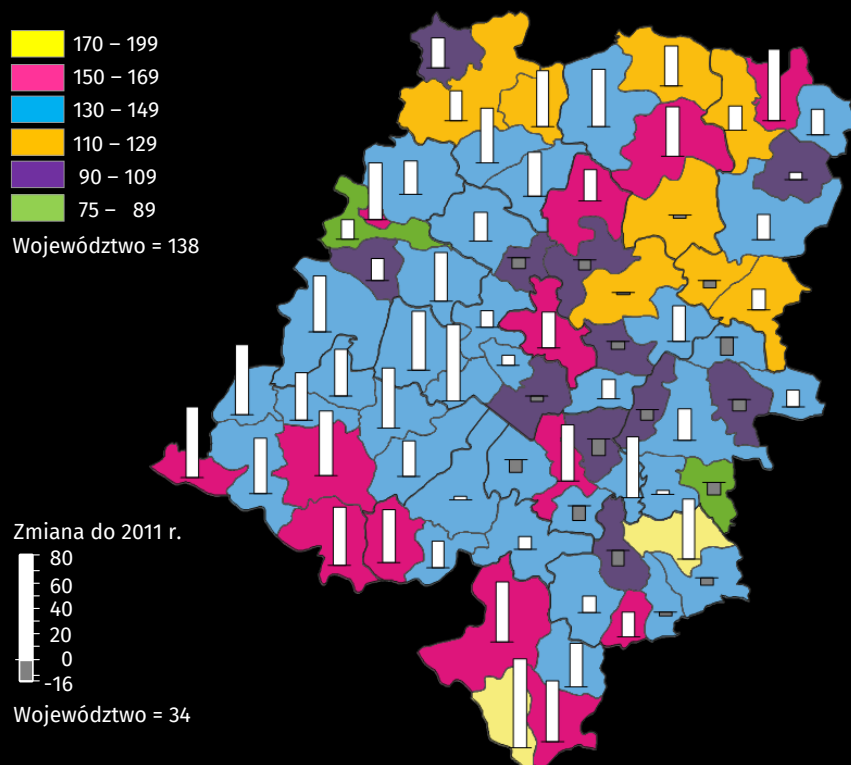 170 – 199
150 – 169
130 – 149
110 – 129
90 – 109
75 – 89
Województwo = 138
Zmiana do 2011 r.
80
60
40
20
0
-16
Województwo = 34